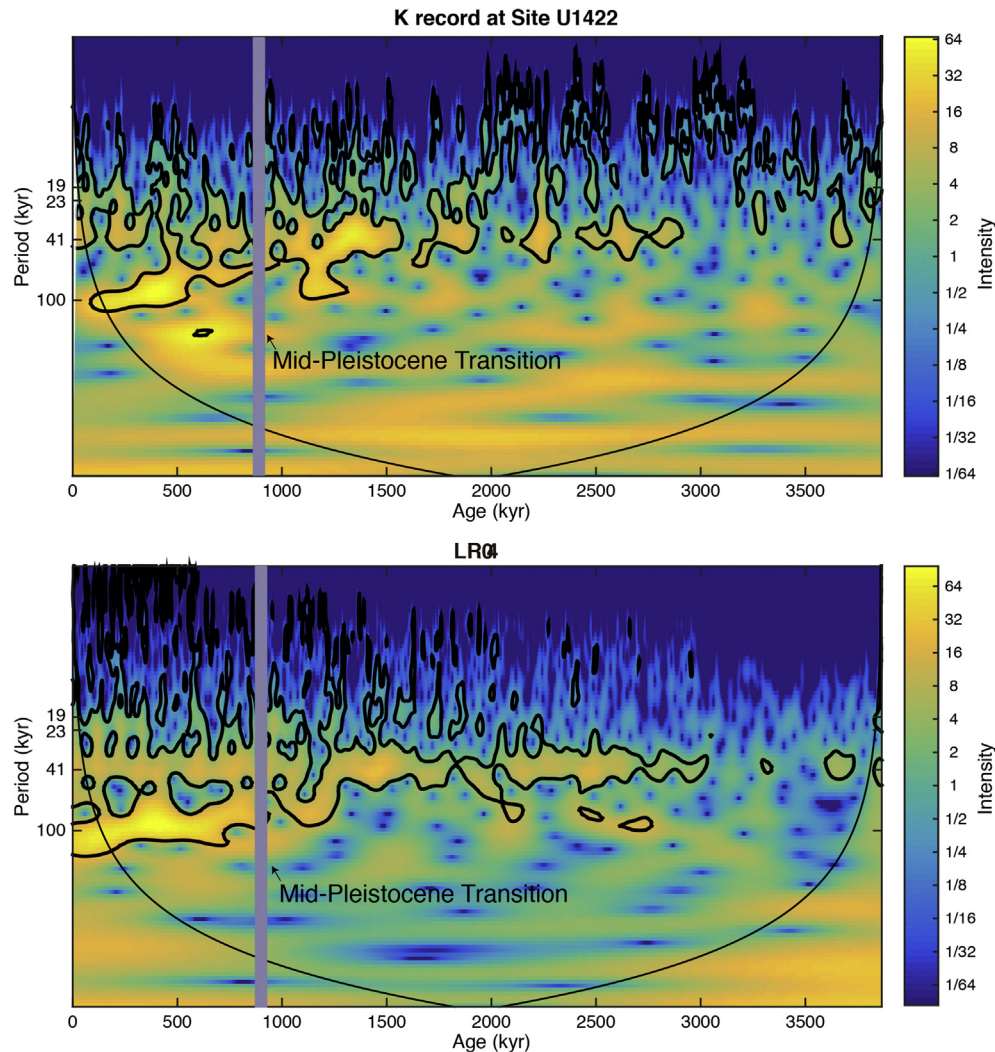 K record at Site U1422
Period (kyr)
19
23
41
100
Mid-Pleistocene Transition
0 500 1000 1500 2000 2500 3000 3500
Age (kyr)
64
32
16
8
4
2
1
1/2
1/4
1/8
1/16
1/32
1/64
Intensity
LR04
Period (kyr)
19
23
41
100
Mid-Pleistocene Transition
0 500 1000 1500 2000 2500 3000 3500
Age (kyr)
64
32
16
8
4
2
1
1/2
1/4
1/8
1/16
1/32
1/64
Intensity